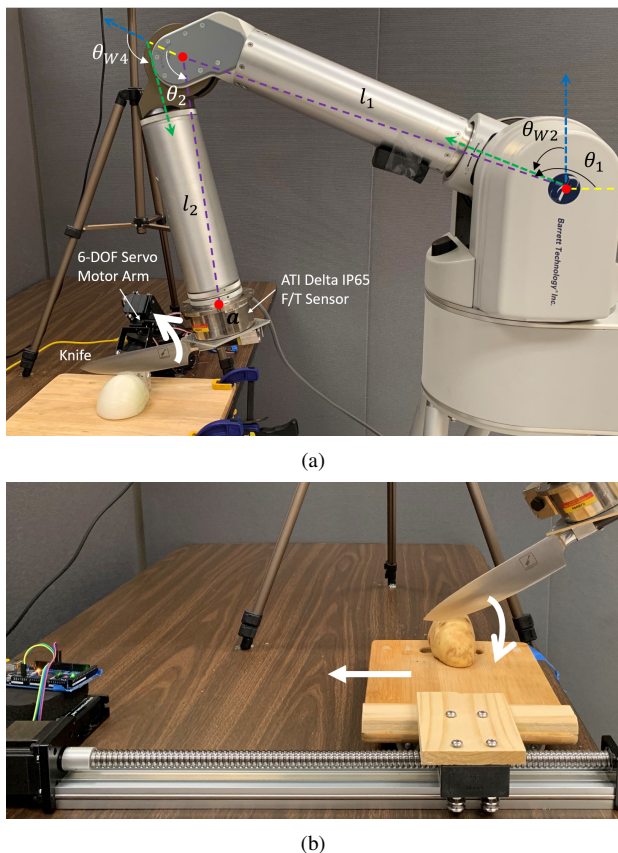 θW4
θ2
l1
θW2
θ1
l2
Barrett Technology® Inc.
6-DOF Servo
Motor Arm
ATI Delta IP65
F/T Sensor
a
Knife
(a)
(b)